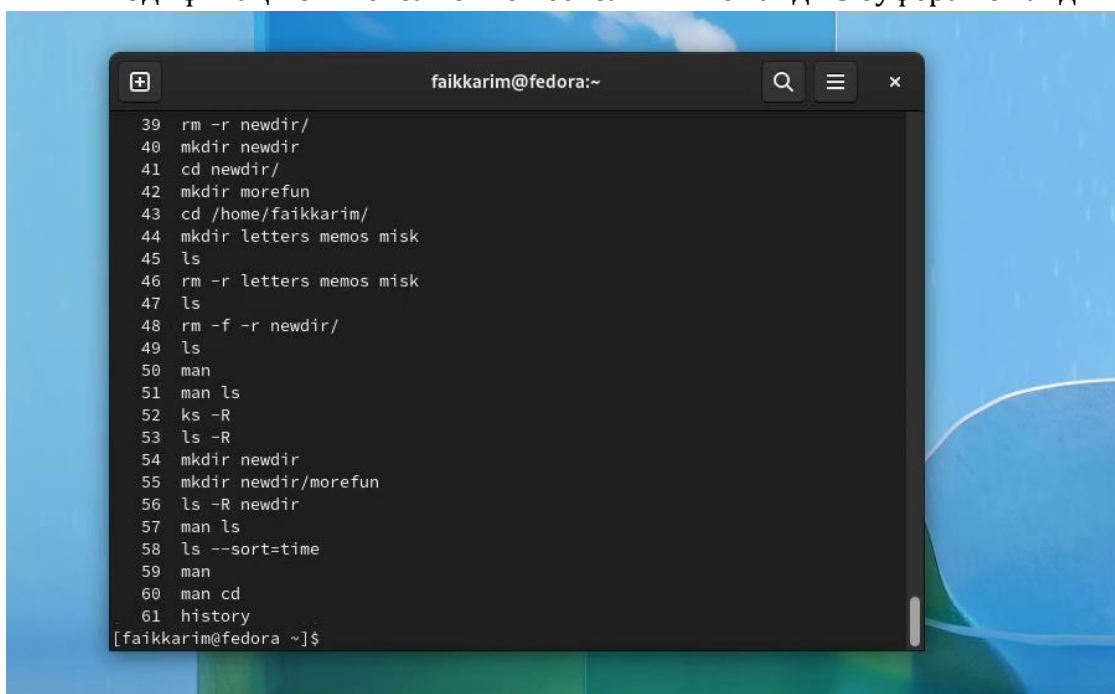 faikkarim@fedora:~
39 rm -r newdir/
40 mkdir newdir
41 cd newdir/
42 mkdir morefun
43 cd /home/faikkarim/
44 mkdir letters memos misk
45 ls
46 rm -r letters memos misk
47 ls
48 rm -f -r newdir/
49 ls
50 man
51 man ls
52 ks -R
53 ls -R
54 mkdir newdir
55 mkdir newdir/morefun
56 ls -R newdir
57 man ls
58 ls --sort=time
59 man
60 man cd
61 history
[faikkarim@fedora ~]$